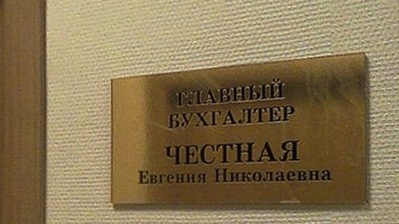 ГЛАВНЫЙ
БУХГАЛТЕР
ЧЕСТНАЯ
Евгения Николаевна